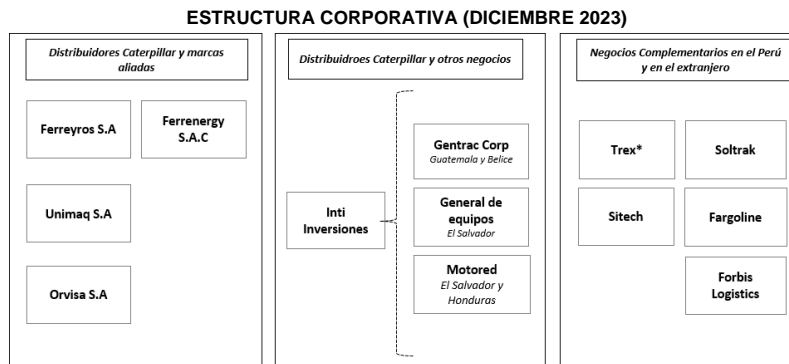 ESTRUCTURA CORPORATIVA (DICIEMBRE 2023)
Distribuidores Caterpillar y marcas
aliadas
Ferreyros S.A
Ferrenergy
S.A.C
Unimaq S.A
Orvisa S.A
Distribuidroes Caterpillar y otros negocios
Inti
Inversiones
Gentrac Corp
Guatemala y Belice
General de
equipos
El Salvador
Motored
El Salvador y
Honduras
Negocios Complementarios en el Perú
y en el extranjero
Trex*
Soltrak
Sitech
Fargoline
Forbis
Logistics